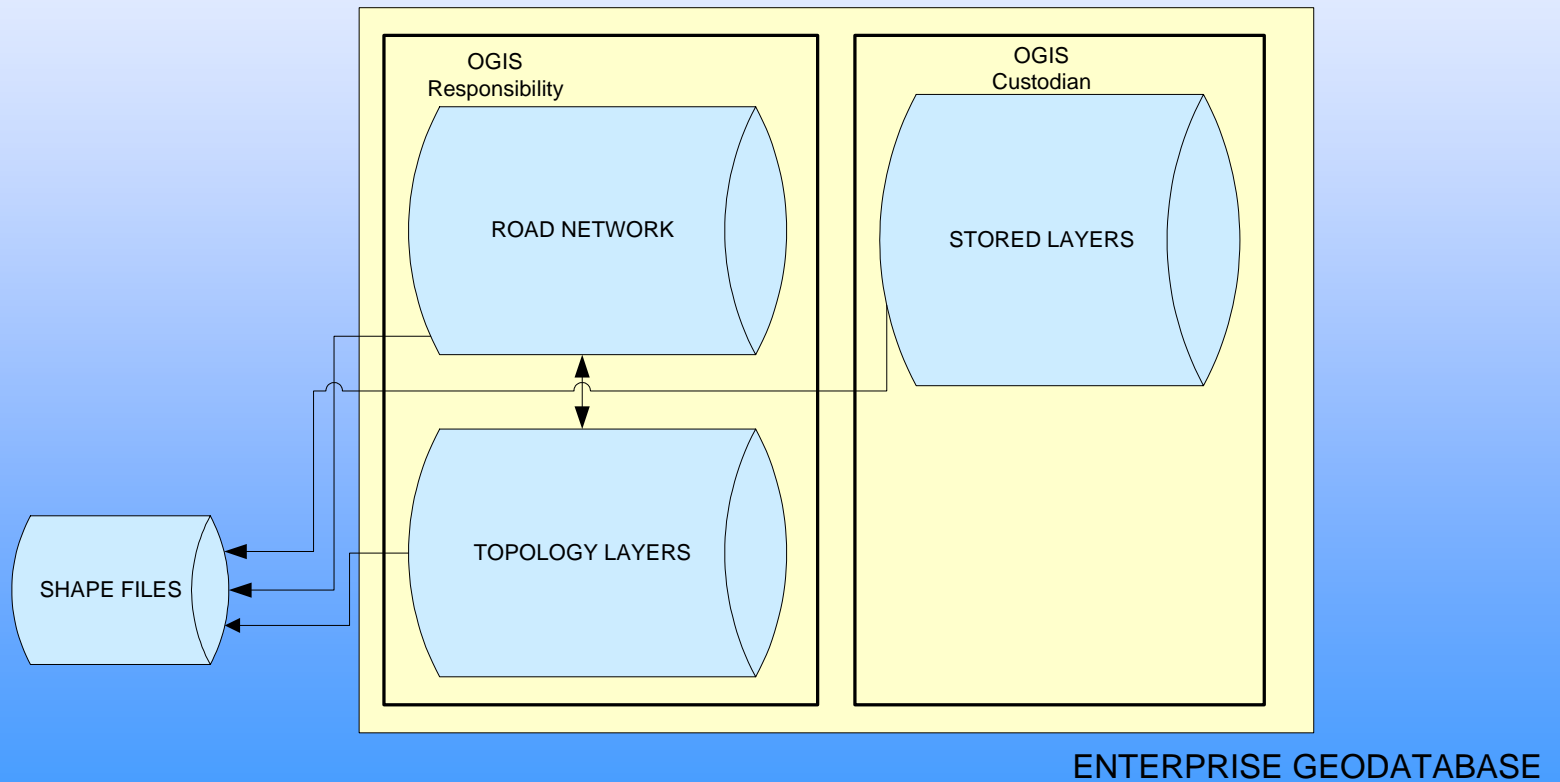 OGIS
Responsibility
OGIS
Custodian
ROAD NETWORK
STORED LAYERS
TOPOLOGY LAYERS
SHAPE FILES
ENTERPRISE GEODATABASE